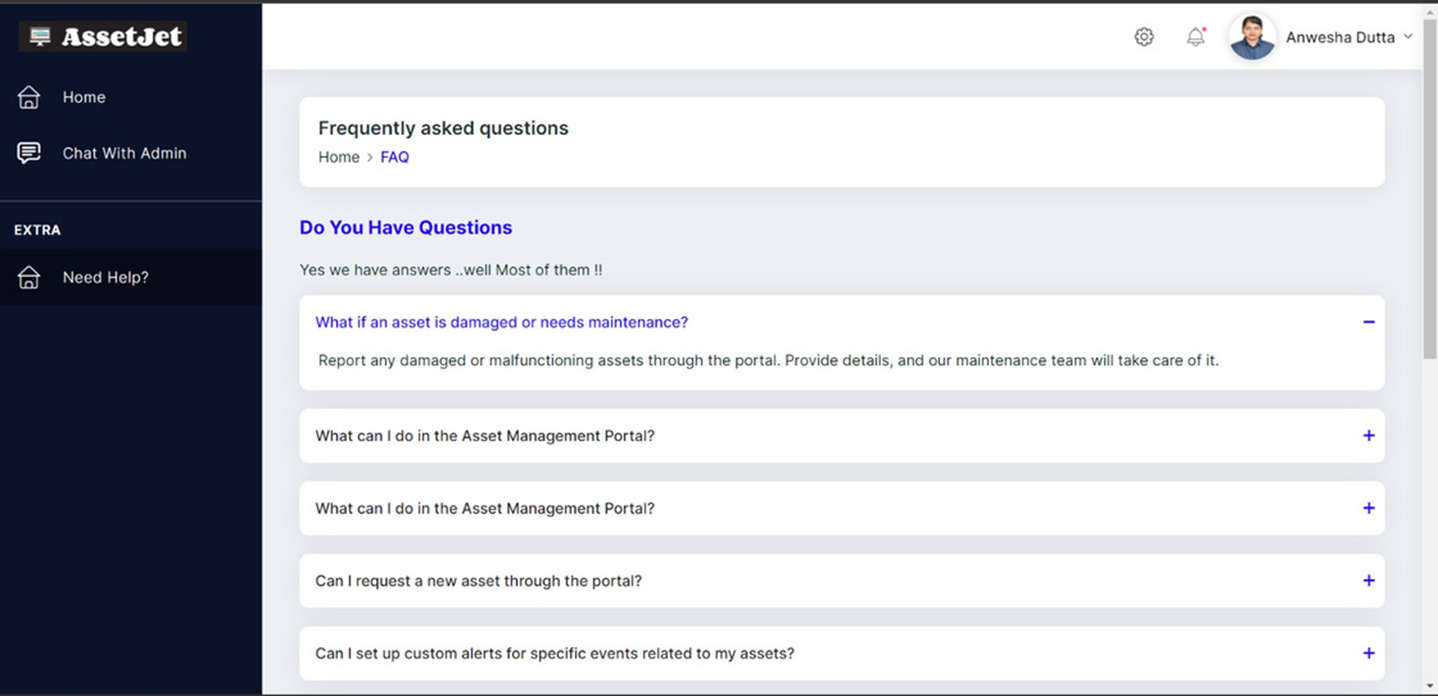 AssetJet
Anwesha Dutta
Home
Chat With Admin
EXTRA
Need Help?
Frequently asked questions
Home > FAQ
Do You Have Questions
Yes we have answers ..well Most of them !!
What if an asset is damaged or needs maintenance?
Report any damaged or malfunctioning assets through the portal. Provide details, and our maintenance team will take care of it.
What can I do in the Asset Management Portal?
What can I do in the Asset Management Portal?
Can I request a new asset through the portal?
Can I set up custom alerts for specific events related to my assets?